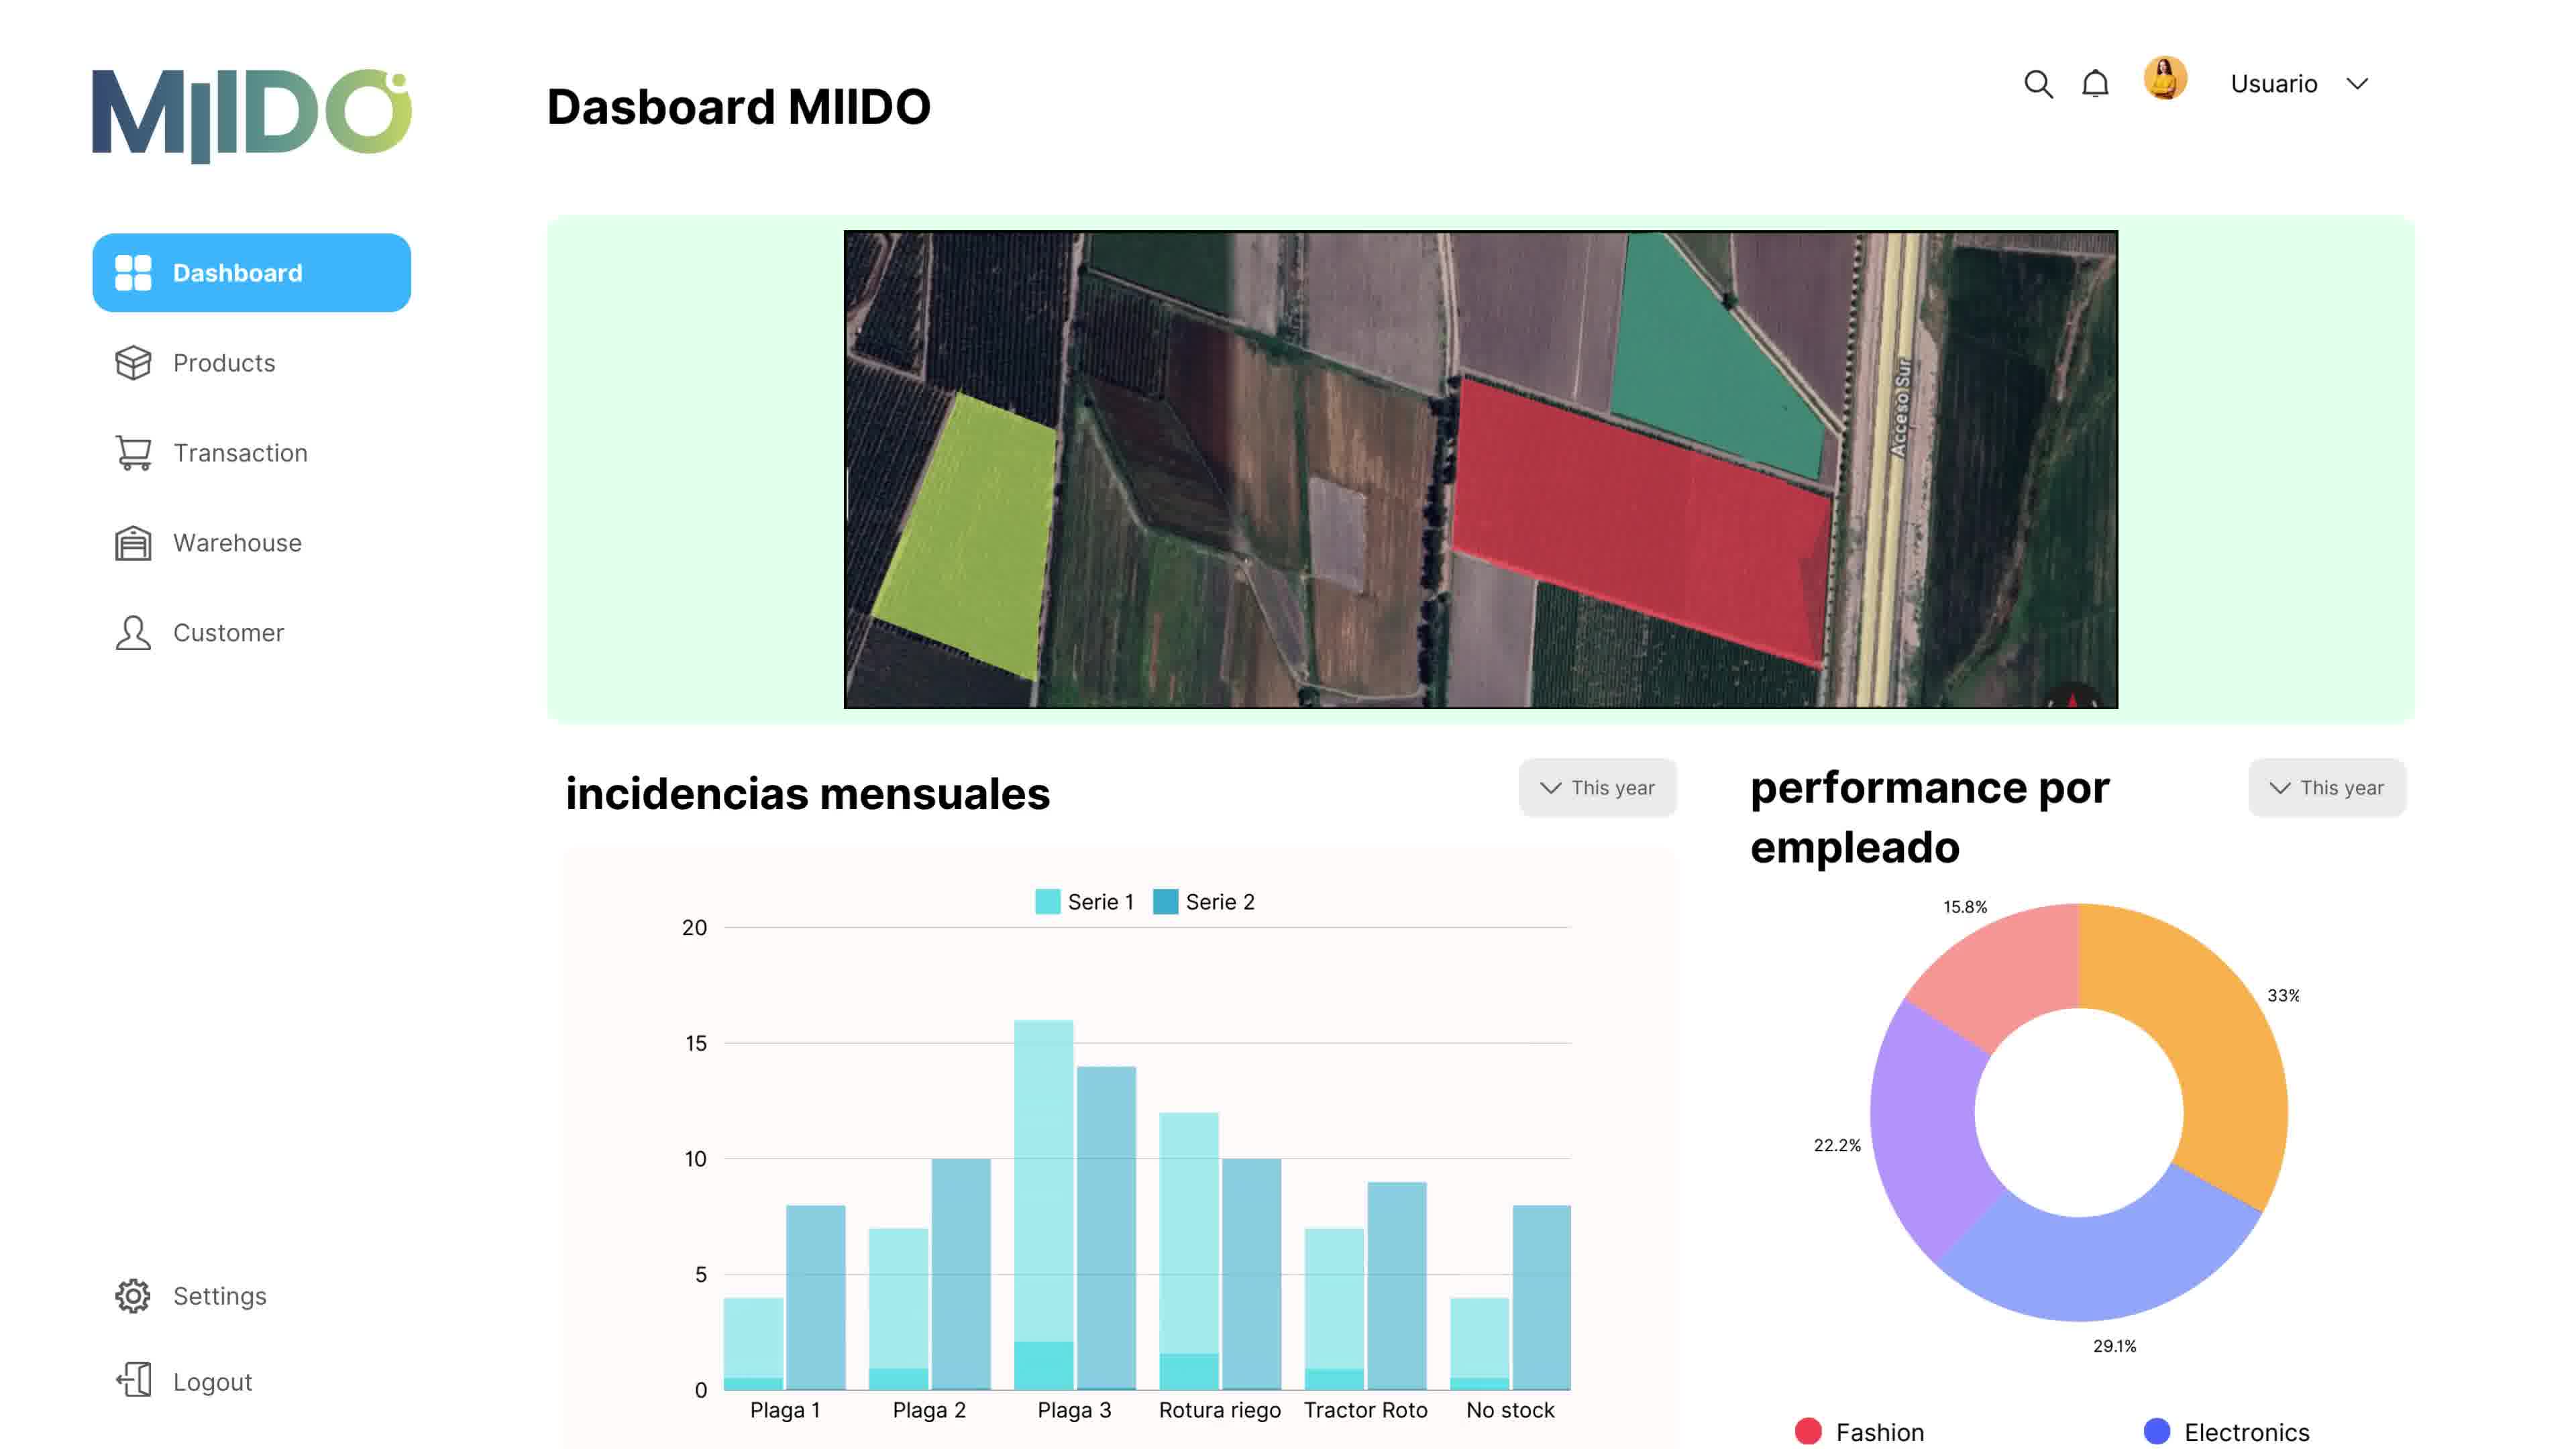 MIIDO
Dasboard MIIDO
Usuario
Dashboard
Products
Transaction
Warehouse
Customer
Settings
Logout
Acceso Sur
incidencias mensuales
This year
Serie 1 Serie 2
20
15
10
5
0
Plaga 1 Plaga 2 Plaga 3 Rotura riego Tractor Roto No stock
performance por
empleado
This year
15.8%
33%
22.2%
29.1%
Fashion
Electronics